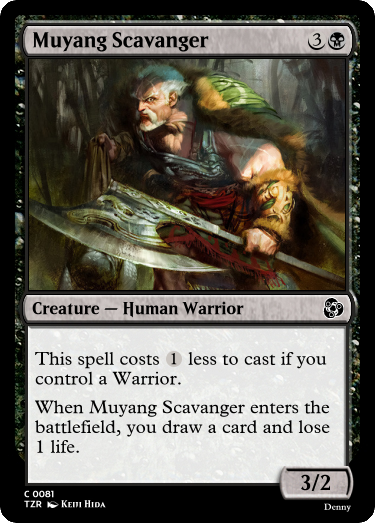 Muyang Scavanger 3
Creature — Human Warrior
This spell costs 1 less to cast if you
control a Warrior.
When Muyang Scavanger enters the
battlefield, you draw a card and lose
1 life.
3/2
C 0081
TZR Keiji Hida
Denny